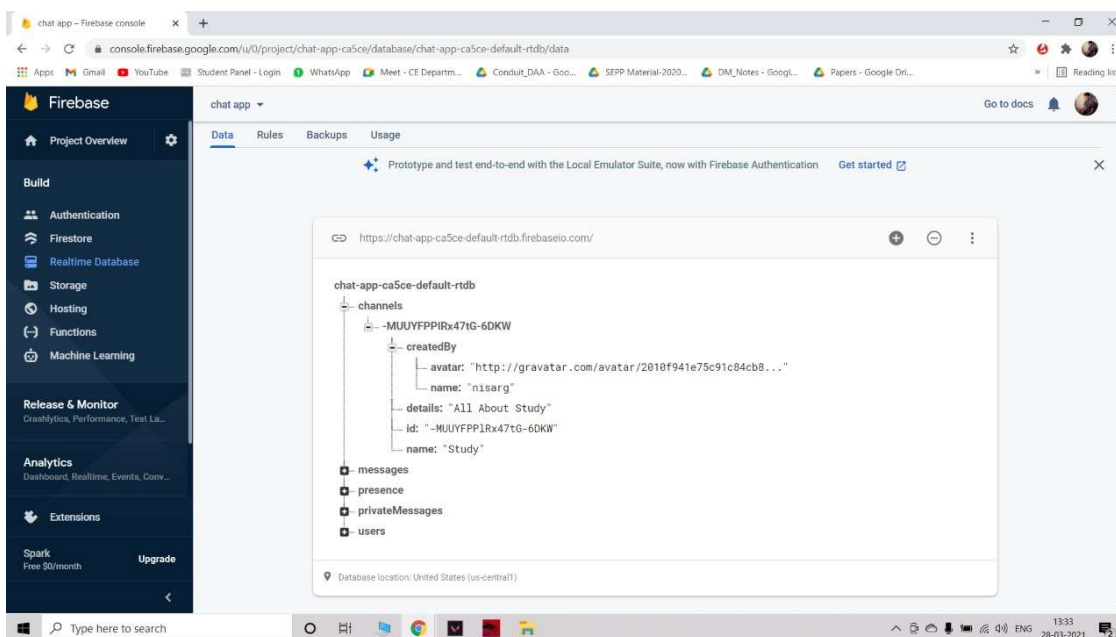 chat app – Firebase console
console.firebase.google.com/u/0/project/chat-app-ca5ce/database/chat-app-ca5ce-default-rtdb/data
Apps Gmail YouTube Student Panel - Login WhatsApp Meet - CE Departm... Conduit_DAA - Goo... SEPP Material-2020... DM_Notes - Googl... Papers - Google Dri... » Reading lis
Firebase
chat app
Go to docs
Project Overview
Data Rules Backups Usage
Prototype and test end-to-end with the Local Emulator Suite, now with Firebase Authentication Get started
Build
Authentication
Firestore
Realtime Database
Storage
Hosting
Functions
Machine Learning
Release & Monitor
Crashlytics, Performance, Test La...
Analytics
Dashboard, Realtime, Events, Conv...
Extensions
Spark
Free $0/month
Upgrade
https://chat-app-ca5ce-default-rtdb.firebaseio.com/
chat-app-ca5ce-default-rtdb
channels
-MUUYFPPlRx47tG-6DKW
createdBy
avatar: "http://gravatar.com/avatar/2010f941e75c91c84cb8..."
name: "nisarg"
details: "All About Study"
id: "-MUUYFPPlRx47tG-6DKW"
name: "Study"
messages
presence
privateMessages
users
Database location: United States (us-central1)
Type here to search
ENG
13:33
28-03-2021